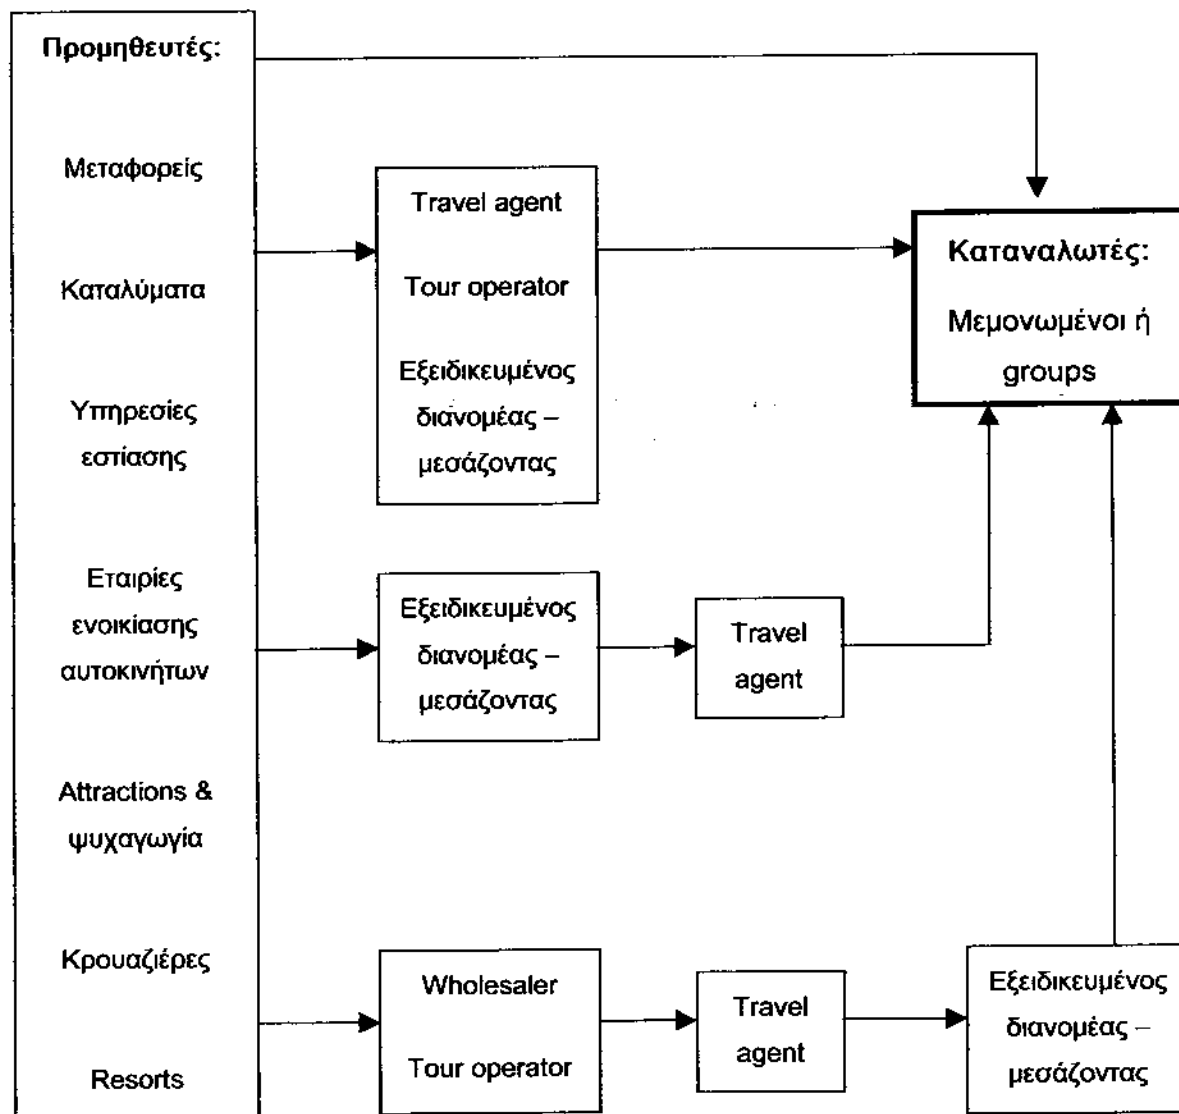 Προμηθευτές:
Μεταφορείς
Καταλύματα
Υπηρεσίες
εστίασης
Εταιρίες
ενοικίασης
αυτοκινήτων
Attractions &
ψυχαγωγία
Κρουαζιέρες
Resorts
Travel agent
Tour operator
Εξειδικευμένος
διανομέας –
μεσάζοντας
Καταναλωτές:
Μεμονωμένοι ή
groups
Εξειδικευμένος
διανομέας –
μεσάζοντας
Travel
agent
Wholesaler
Tour operator
Travel
agent
Εξειδικευμένος
διανομέας –
μεσάζοντας